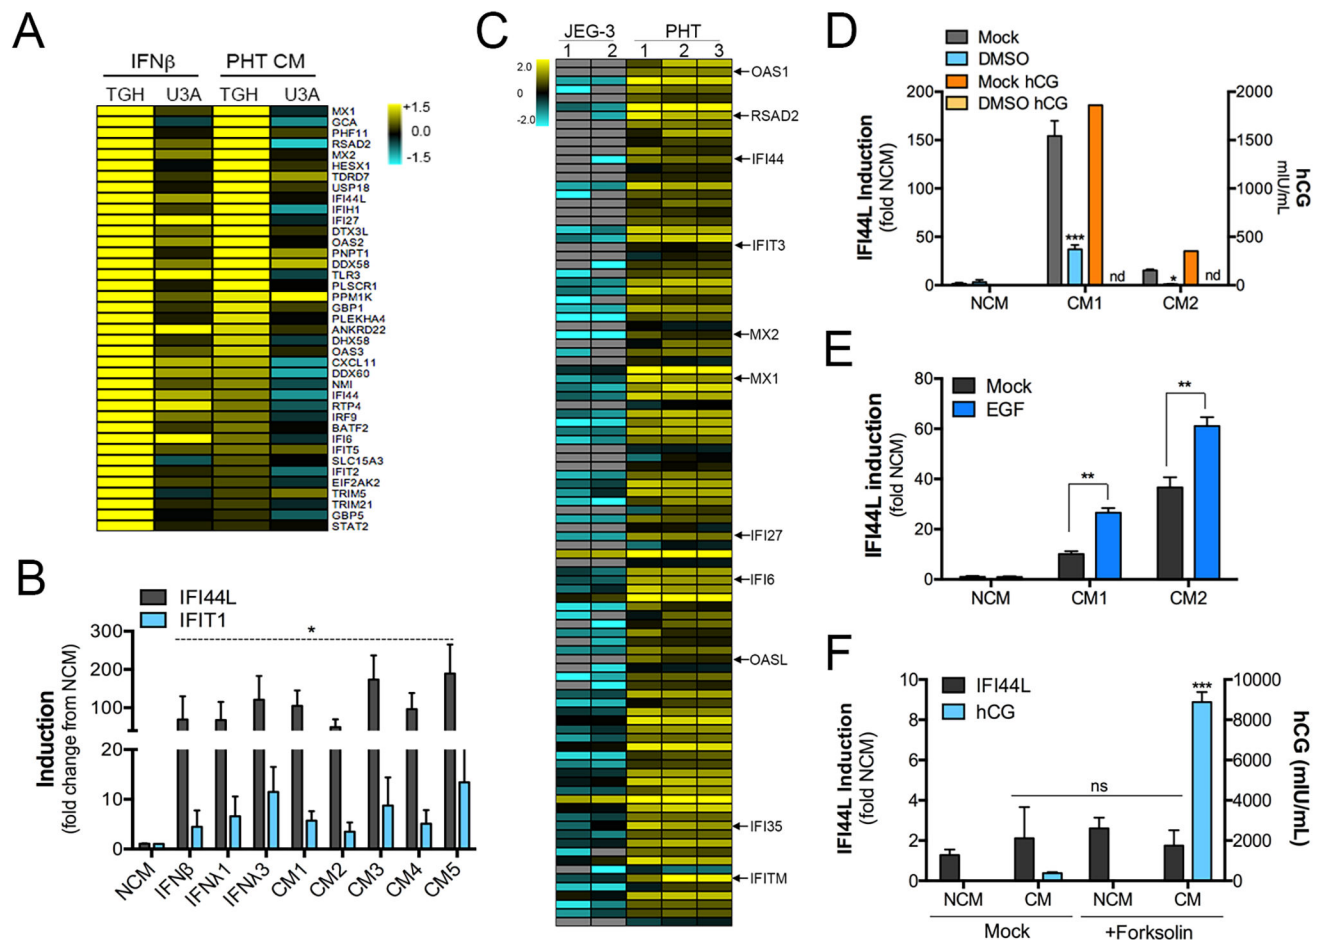 A
IFNβ PHT CM
TGH U3A TGH U3A
+1.5
0.0
-1.5
MX1
GCA
PHF11
RSAD2
MX2
HESX1
TDRD7
USP18
IFI44L
IFIH1
IFI27
DTX3L
OAS2
PNPT1
DDX58
TLR3
PLSCR1
PPM1K
GBP1
PLEKHA4
ANKRD22
DHX58
OAS3
CXCL11
DDX60
NMI
IFI44
RTP4
IRF9
BATF2
IFI6
IFIT5
SLC15A3
IFIT2
EIF2AK2
TRIM5
TRIM21
GBP5
STAT2
B
IFI44L
IFIT1
Induction
(fold change from NCM)
300
200
100
20
10
0
*
NCM IFNβ IFNλ1 IFNλ3 CM1 CM2 CM3 CM4 CM5
C
JEG-3 PHT
1 2 1 2 3
2.0
0
-2.0
OAS1
RSAD2
IFI44
IFIT3
MX2
MX1
IFI27
IFI6
OASL
IFI35
IFITM
D
Mock
DMSO
Mock hCG
DMSO hCG
IFI44L Induction
(fold NCM)
200
150
100
50
0
2000
1500
1000
500
0
hCG
mIU/mL
*** nd * nd
NCM CM1 CM2
E
Mock
EGF
IFI44L induction
(fold NCM)
80
60
40
20
0
**
**
NCM CM1 CM2
F
IFI44L
hCG
IFI44L Induction
(fold NCM)
10
8
6
4
2
0
10000
8000
6000
4000
2000
0
hCG (mIU/mL)
***
ns
NCM CM NCM CM
Mock +Forksolin